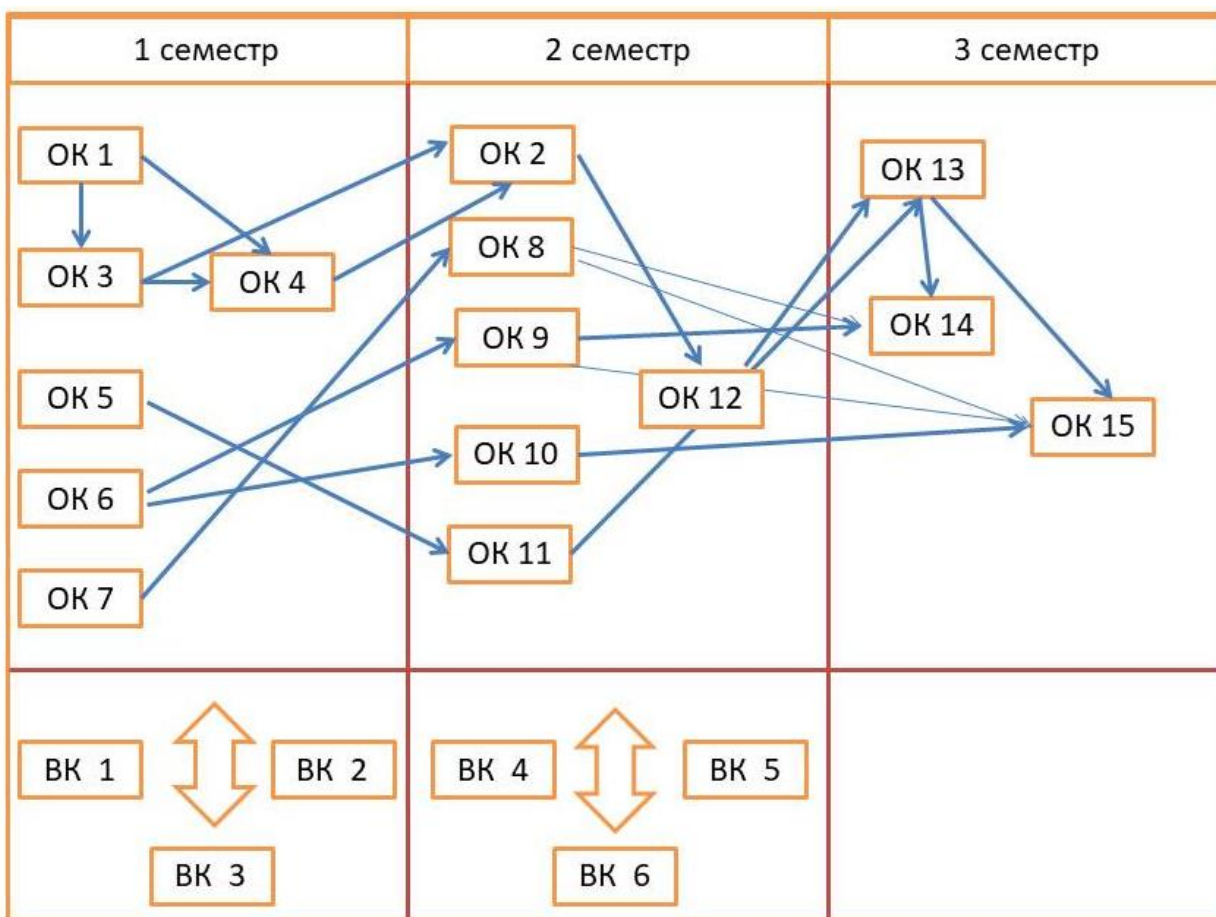 1 семестр
2 семестр
3 семестр
ОК 1
ОК 3
ОК 4
ОК 5
ОК 6
ОК 7
ОК 2
ОК 8
ОК 9
ОК 12
ОК 10
ОК 11
ОК 13
ОК 14
ОК 15
ВК 1
ВК 2
ВК 3
ВК 4
ВК 5
ВК 6